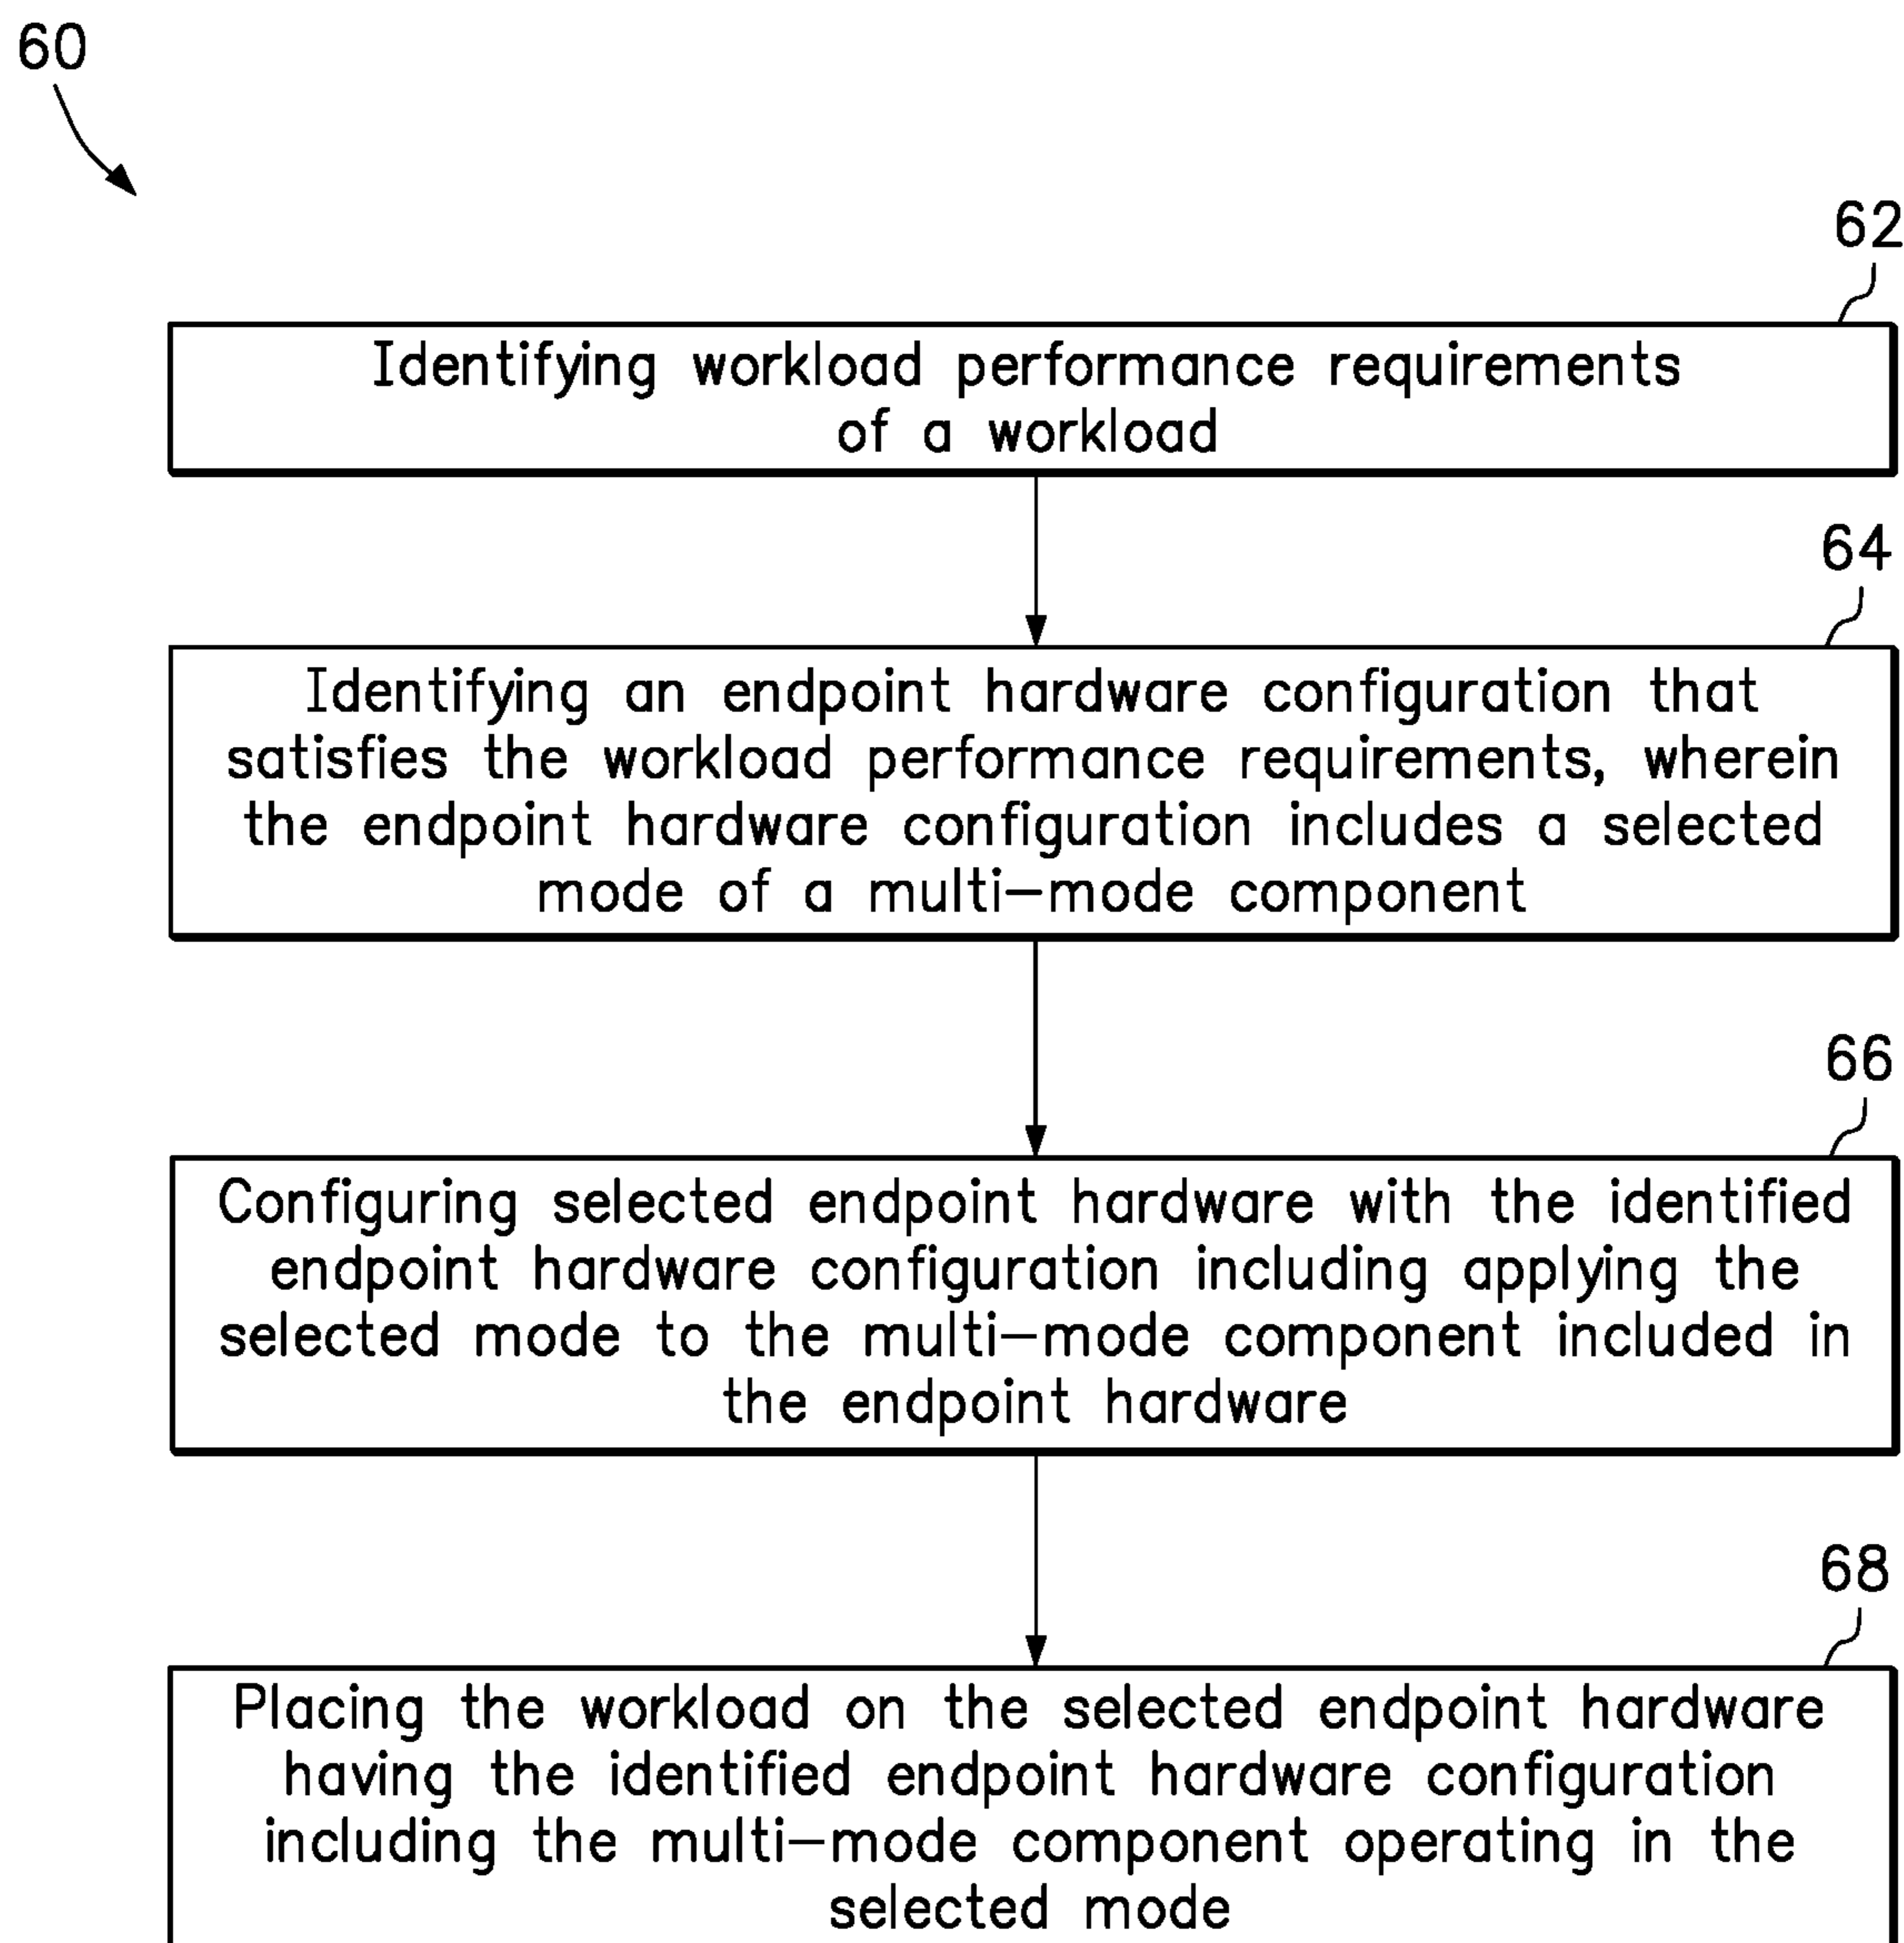 60
62
Identifying workload performance requirements
of a workload
64
Identifying an endpoint hardware configuration that
satisfies the workload performance requirements, wherein
the endpoint hardware configuration includes a selected
mode of a multi-mode component
66
Configuring selected endpoint hardware with the identified
endpoint hardware configuration including applying the
selected mode to the multi-mode component included in
the endpoint hardware
68
Placing the workload on the selected endpoint hardware
having the identified endpoint hardware configuration
including the multi-mode component operating in the
selected mode